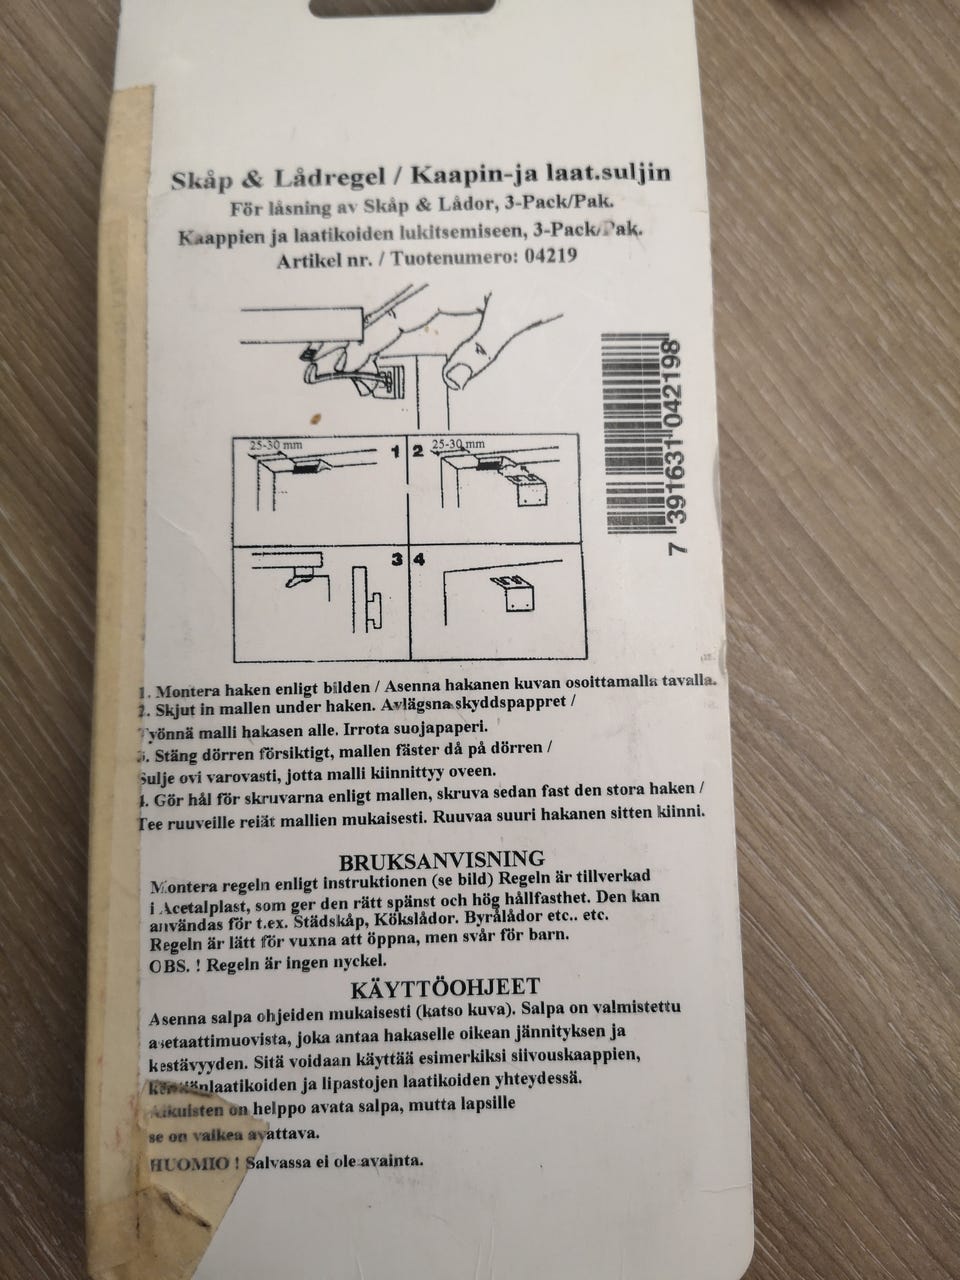 Skåp & Lådregel / Kaapin-ja laat.suljin
För låsning av Skåp & Lådor, 3-Pack/Pak.
Kaappien ja laatikoiden lukitsemiseen, 3-Pack/Pak.
Artikel nr. / Tuotenumero: 04219
7 391631 042198
25-30 mm
1
2
25-30 mm
3
4
1. Montera haken enligt bilden / Asenna hakanen kuvan osoittamalla tavalla.
2. Skjut in mallen under haken. Avlägsna skyddspappret /
Työnnä malli hakasen alle. Irrota suojapaperi.
3. Stäng dörren försiktigt, mallen fäster då på dörren /
Sulje ovi varovasti, jotta malli kiinnittyy oveen.
4. Gör hål för skruvarna enligt mallen, skruva sedan fast den stora haken /
Tee ruuveille reiät mallien mukaisesti. Ruuvaa suuri hakanen sitten kiinni.
BRUKSANVISNING
Montera regeln enligt instruktionen (se bild) Regeln är tillverkad
i Acetalplast, som ger den rätt spänst och hög hållfasthet. Den kan
användas för t.ex. Städskåp, Kökslådor. Byrålådor etc.. etc.
Regeln är lätt för vuxna att öppna, men svår för barn.
OBS. ! Regeln är ingen nyckel.
KÄYTTÖOHJEET
Asenna salpa ohjeiden mukaisesti (katso kuva). Salpa on valmistettu
asetaattimuovista, joka antaa hakaselle oikean jännityksen ja
kestävyyden. Sitä voidaan käyttää esimerkiksi siivouskaappien,
keittiönlaatikoiden ja lipastojen laatikoiden yhteydessä.
Aikuisten on helppo avata salpa, mutta lapsille
se on vaikea avattava.
HUOMIO ! Salvassa ei ole avainta.